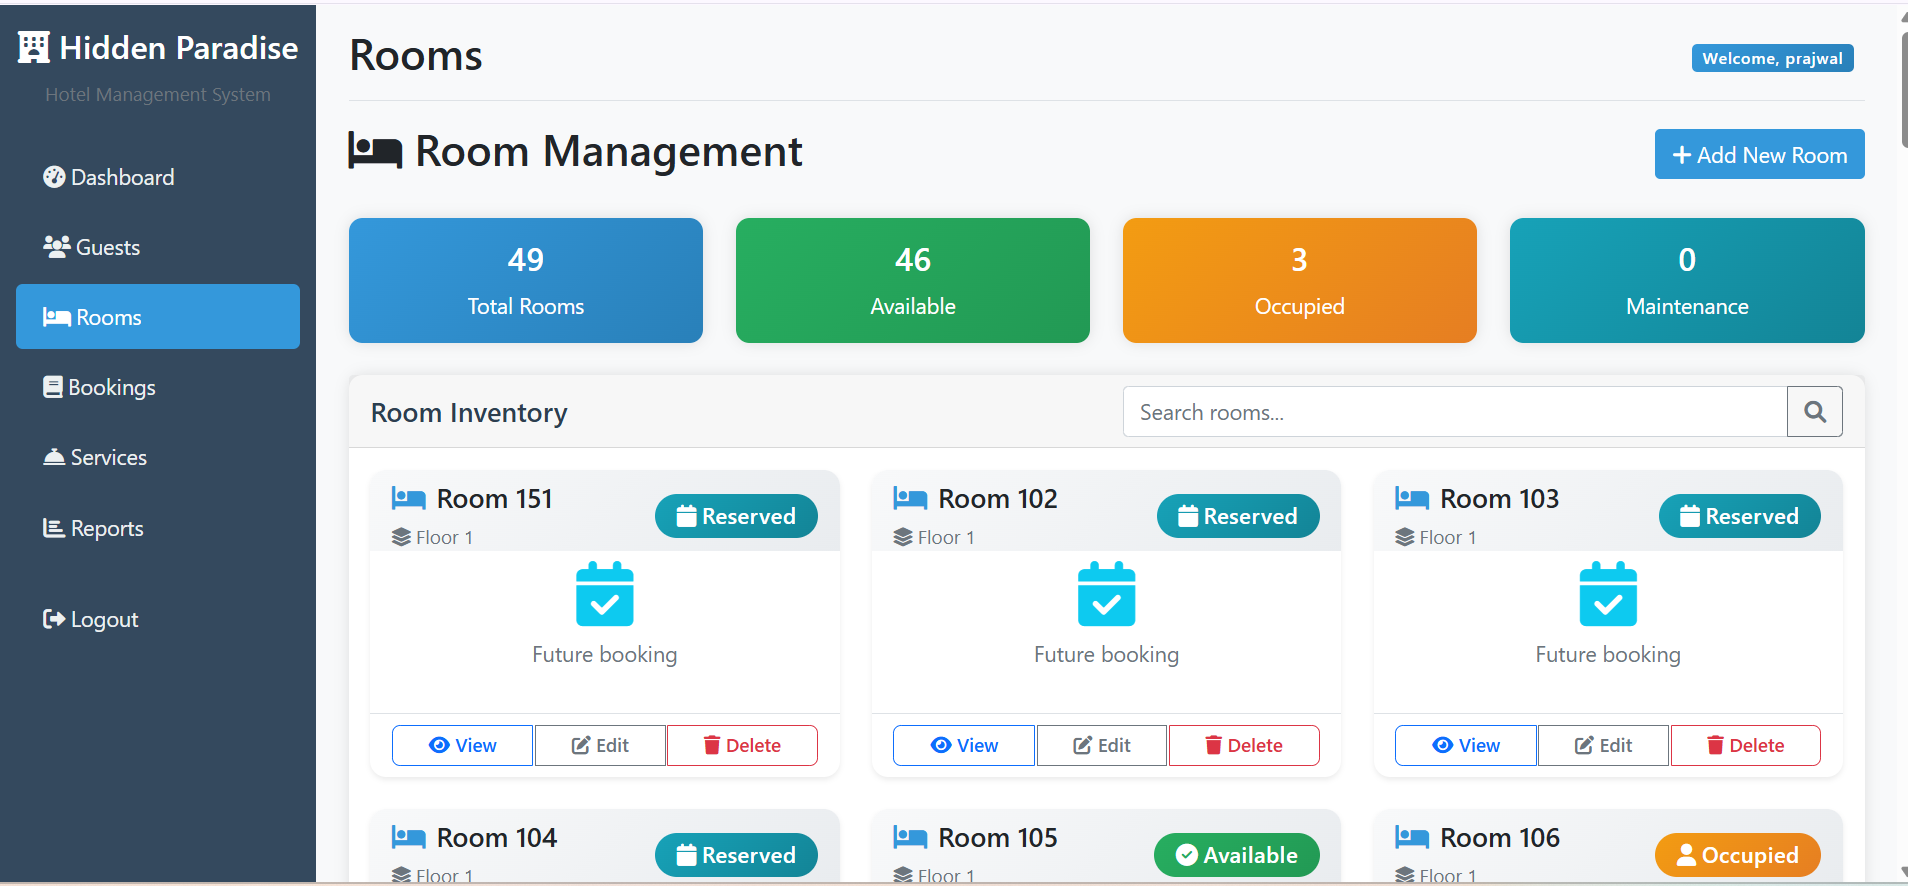 Hidden Paradise
Hotel Management System
Dashboard
Guests
Rooms
Bookings
Services
Reports
Logout
Rooms
Welcome, prajwal
Room Management
Add New Room
49
Total Rooms
46
Available
3
Occupied
0
Maintenance
Room Inventory
Search rooms...
Room 151
Floor 1
Reserved
Future booking
View Edit Delete
Room 102
Floor 1
Reserved
Future booking
View Edit Delete
Room 103
Floor 1
Reserved
Future booking
View Edit Delete
Room 104
Floor 1
Reserved
Room 105
Floor 1
Available
Room 106
Floor 1
Occupied